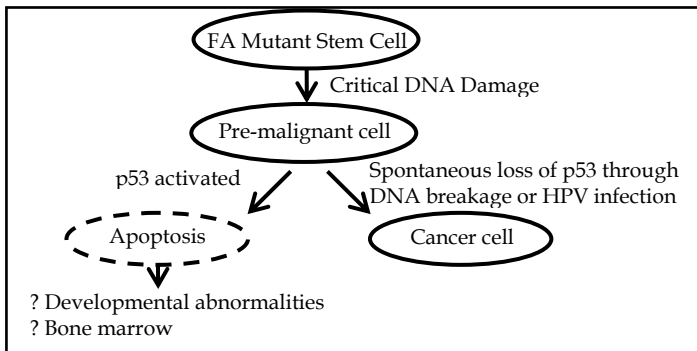 FA Mutant Stem Cell
Critical DNA Damage
Pre-malignant cell
p53 activated
Spontaneous loss of p53 through
DNA breakage or HPV infection
Apoptosis
Cancer cell
? Developmental abnormalities
? Bone marrow